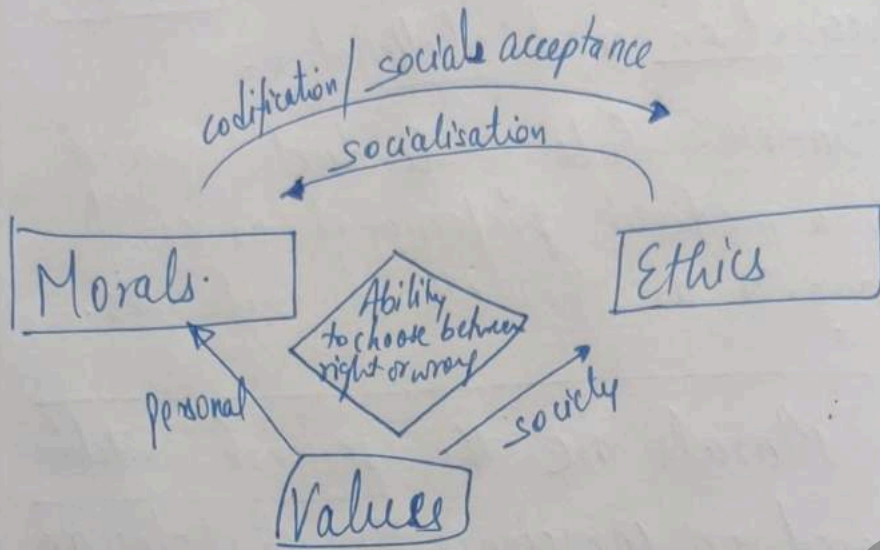 codification / sociale acceptance
socialisation
Morals.
Ethics
Ability
to choose between
right or wrong
personal
society
Values